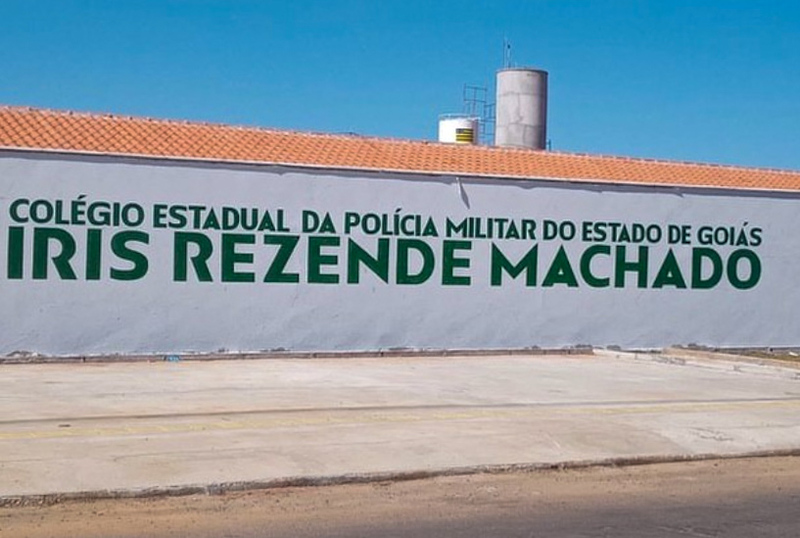 COLÉGIO ESTADUAL DA POLÍCIA MILITAR DO ESTADO DE GOIÁS
IRIS REZENDE MACHADO